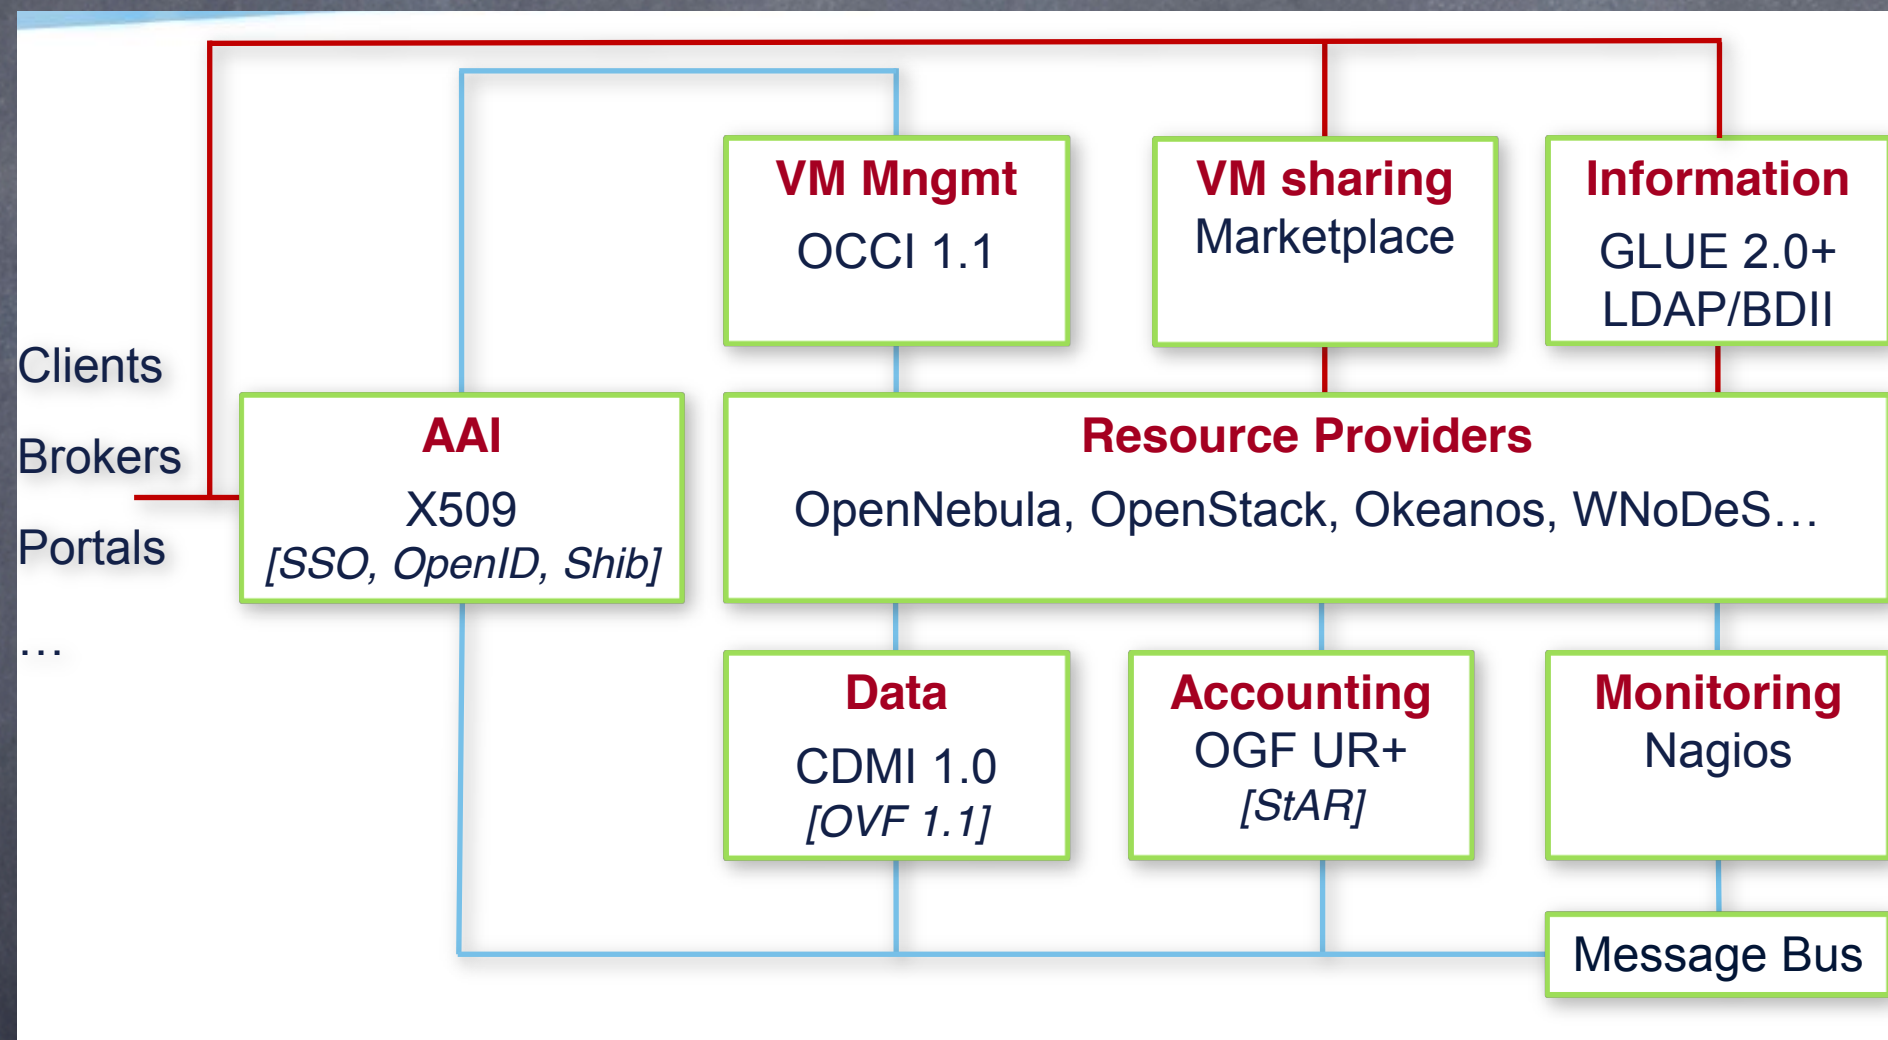 VM Mngmt
OCCI 1.1
VM sharing
Marketplace
Information
GLUE 2.0+
LDAP/BDII
Clients
Brokers
Portals
…
AAI
X509
[SSO, OpenID, Shib]
Resource Providers
OpenNebula, OpenStack, Okeanos, WNoDeS…
Data
CDMI 1.0
[OVF 1.1]
Accounting
OGF UR+
[StAR]
Monitoring
Nagios
Message Bus